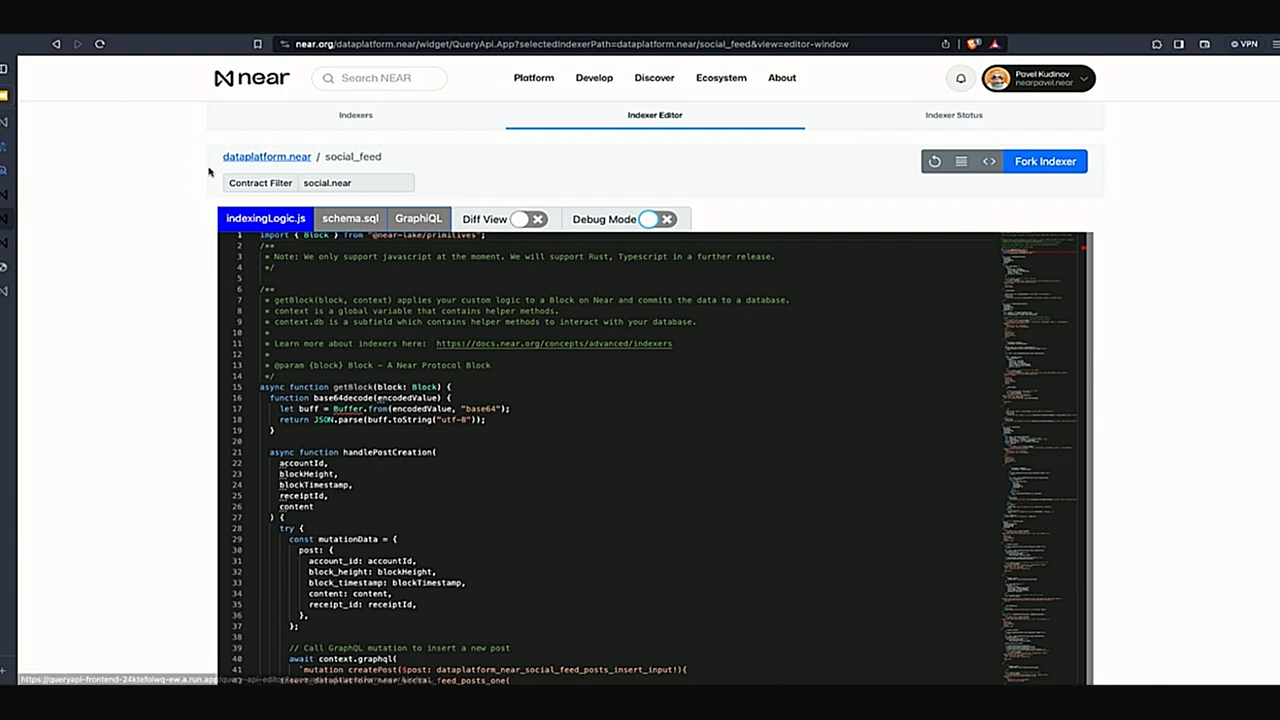 near.org/dataplatform.near/widget/QueryApi.App?selectedIndexerPath=dataplatform.near/social_feed&view=editor-window
VPN
near
Search NEAR
Platform
Develop
Discover
Ecosystem
About
Pavel Kudinov
nearpavel.near
Indexers
Indexer Editor
Indexer Status
dataplatform.near / social_feed
Contract Filter social.near
Fork Indexer
indexingLogic.js
schema.sql
GraphiQL
Diff View
Debug Mode
1 import { Block } from "@near-lake/primitives";
2 /**
3 * Note: We only support javascript at the moment. We will support Rust, Typescript in a further release.
4 */
5
6 /**
7 * getBlock(block, context) applies your custom logic to a Block on Near and commits the data to a database.
8 * context is a global variable that contains helper methods.
9 * context.db is a subfield which contains helper methods to interact with your database.
10 *
11 * Learn more about indexers here: https://docs.near.org/concepts/advanced/indexers
12 *
13 * @param {block} Block - A Near Protocol Block
14 */
15 async function getBlock(block: Block) {
16 function base64decode(encodedValue) {
17 let buff = Buffer.from(encodedValue, "base64");
18 return JSON.parse(buff.toString("utf-8"));
19 }
20
21 async function handlePostCreation(
22 accountId,
23 blockHeight,
24 blockTimestamp,
25 receiptId,
26 content
27 ) {
28 try {
29 const mutationData = {
30 post: {
31 account_id: accountId,
32 block_height: blockHeight,
33 block_timestamp: blockTimestamp,
34 content: content,
35 receipt_id: receiptId,
36 },
37 };
38
39 // Call GraphQL mutation to insert a new post
40 await context.graphql(
41 `mutation createPost($post: dataplatform_near_social_feed_posts_insert_input!){
insert_dataplatform_near_social_feed_posts_one(